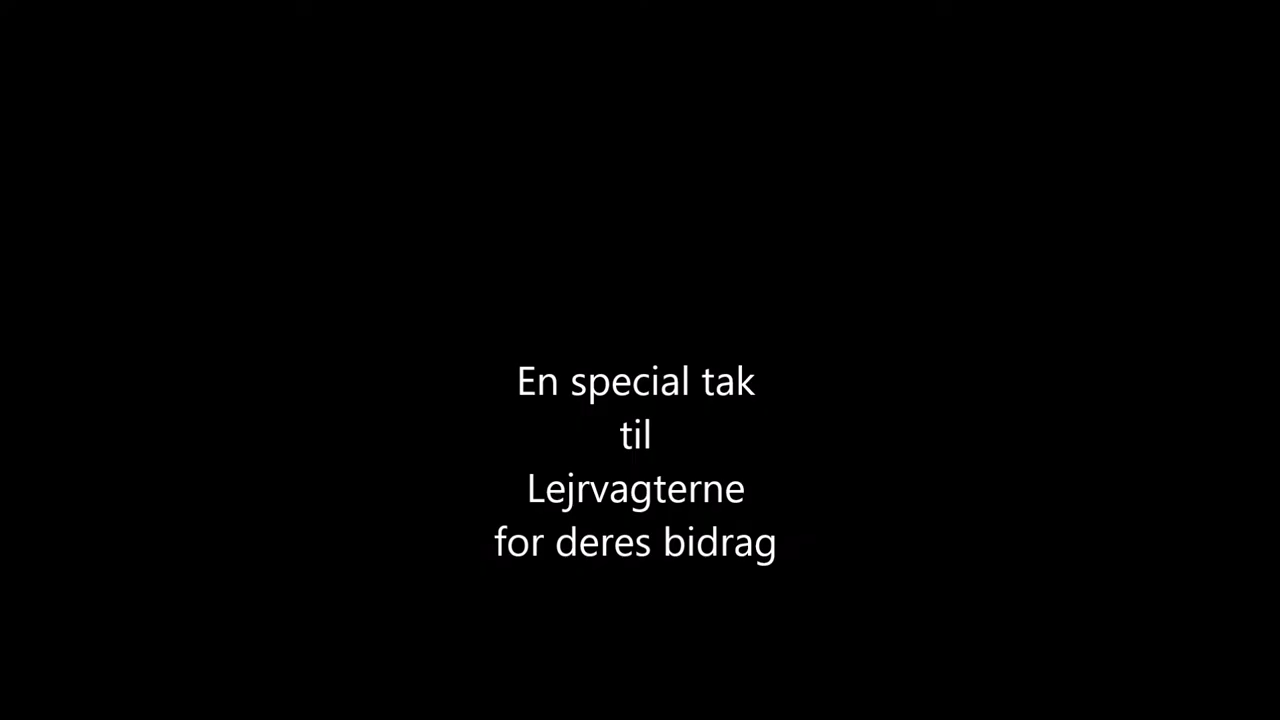 En special tak
til
Lejrvagterne
for deres bidrag